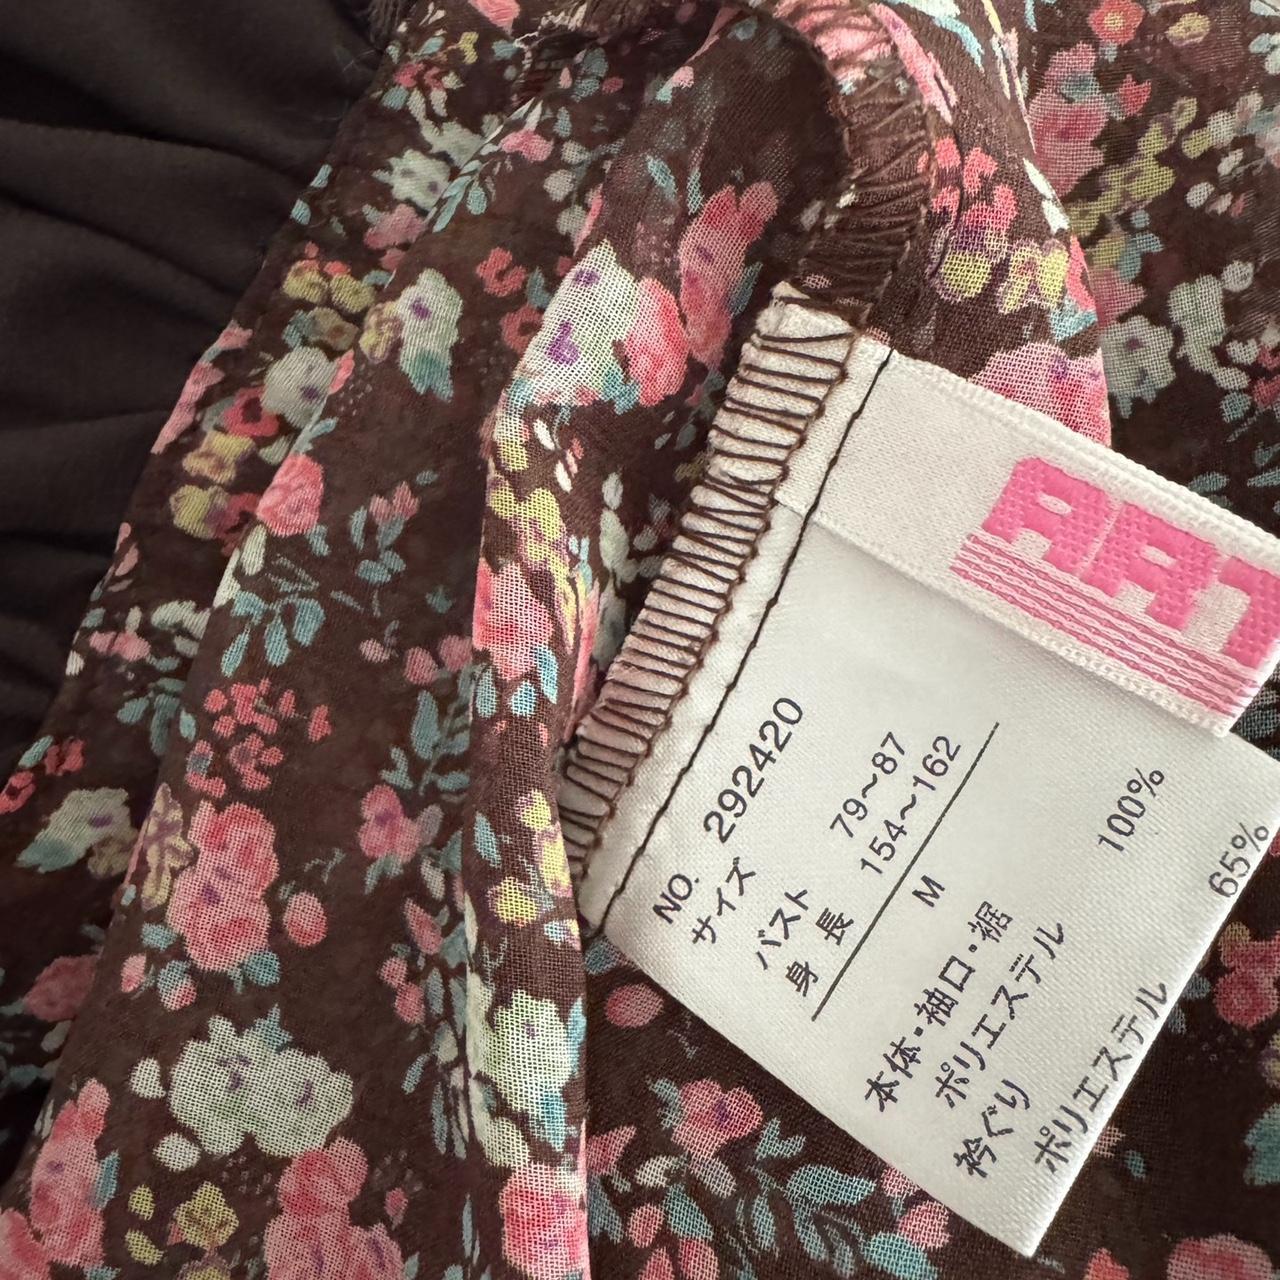 ART
NO. 292420
サイズ
バスト 79～87
身長 154～162
M
本体・袖口・裾
ポリエステル 100%
衿ぐり
ポリエステル 65%